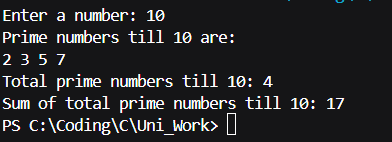 Enter a number: 10
Prime numbers till 10 are:
2 3 5 7
Total prime numbers till 10: 4
Sum of total prime numbers till 10: 17
PS C:\Coding\C\Uni_Work>